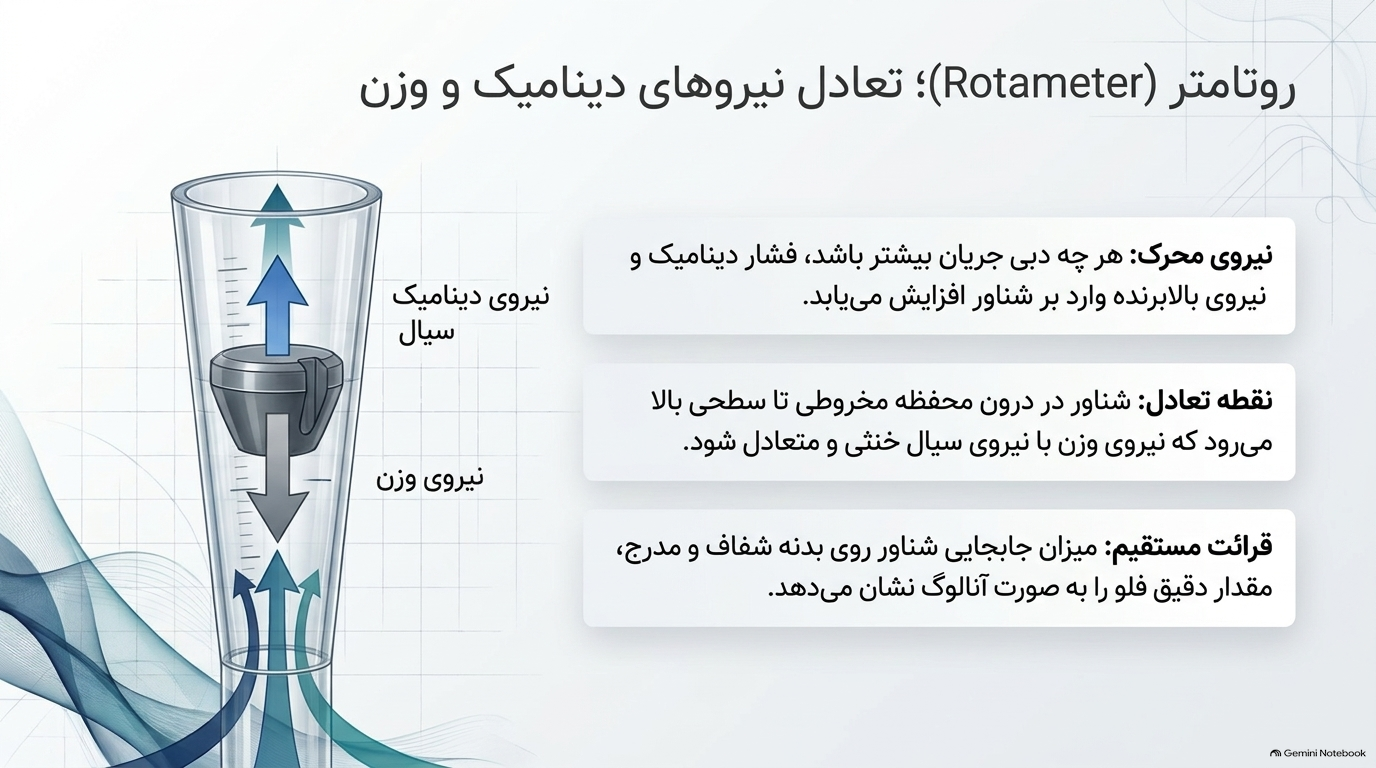 روتامتر (Rotameter)؛ تعادل نیروهای دینامیک و وزن
نیروی محرک: هر چه دبی جریان بیشتر باشد، فشار دینامیک و
نیروی بالابرنده وارد بر شناور افزایش می‌یابد.
نقطه تعادل: شناور در درون محفظه مخروطی تا سطحی بالا
می‌رود که نیروی وزن با نیروی سیال خنثی و متعادل شود.
قرائت مستقیم: میزان جابجایی شناور روی بدنه شفاف و مدرج،
مقدار دقیق فلو را به صورت آنالوگ نشان می‌دهد.
نیروی دینامیک
سیال
نیروی وزن
Gemini Notebook